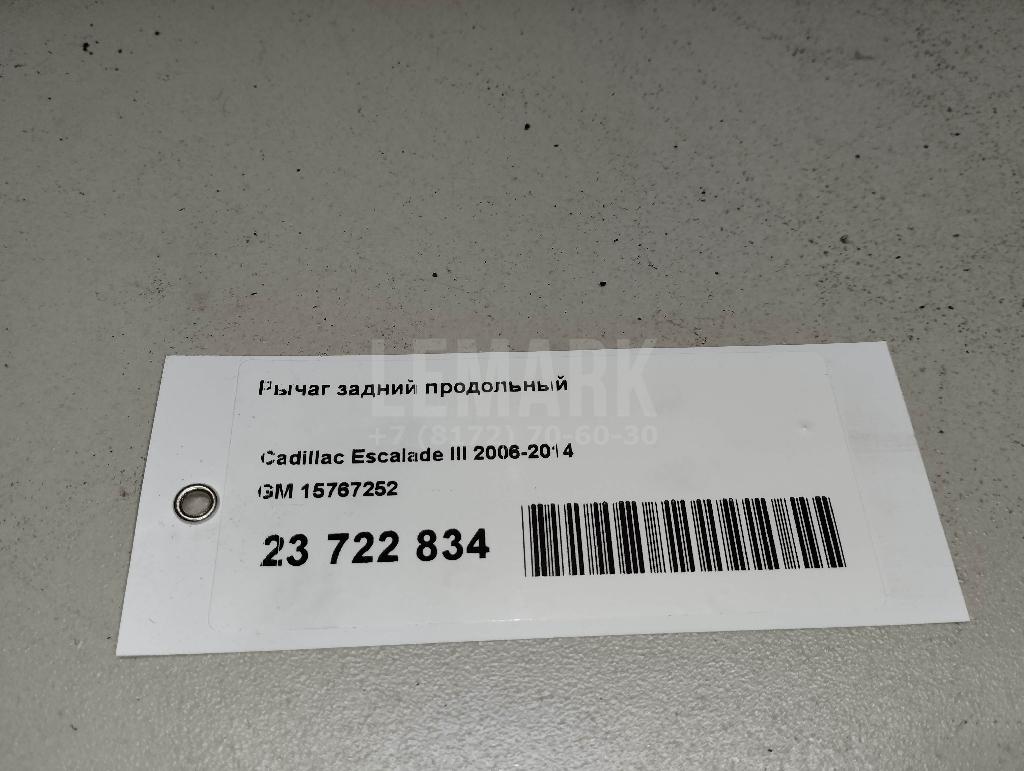 Рычаг задний продольный
LEMARK
+7 (8172) 70-60-30
Cadillac Escalade III 2006-2014
GM 15767252
23 722 834